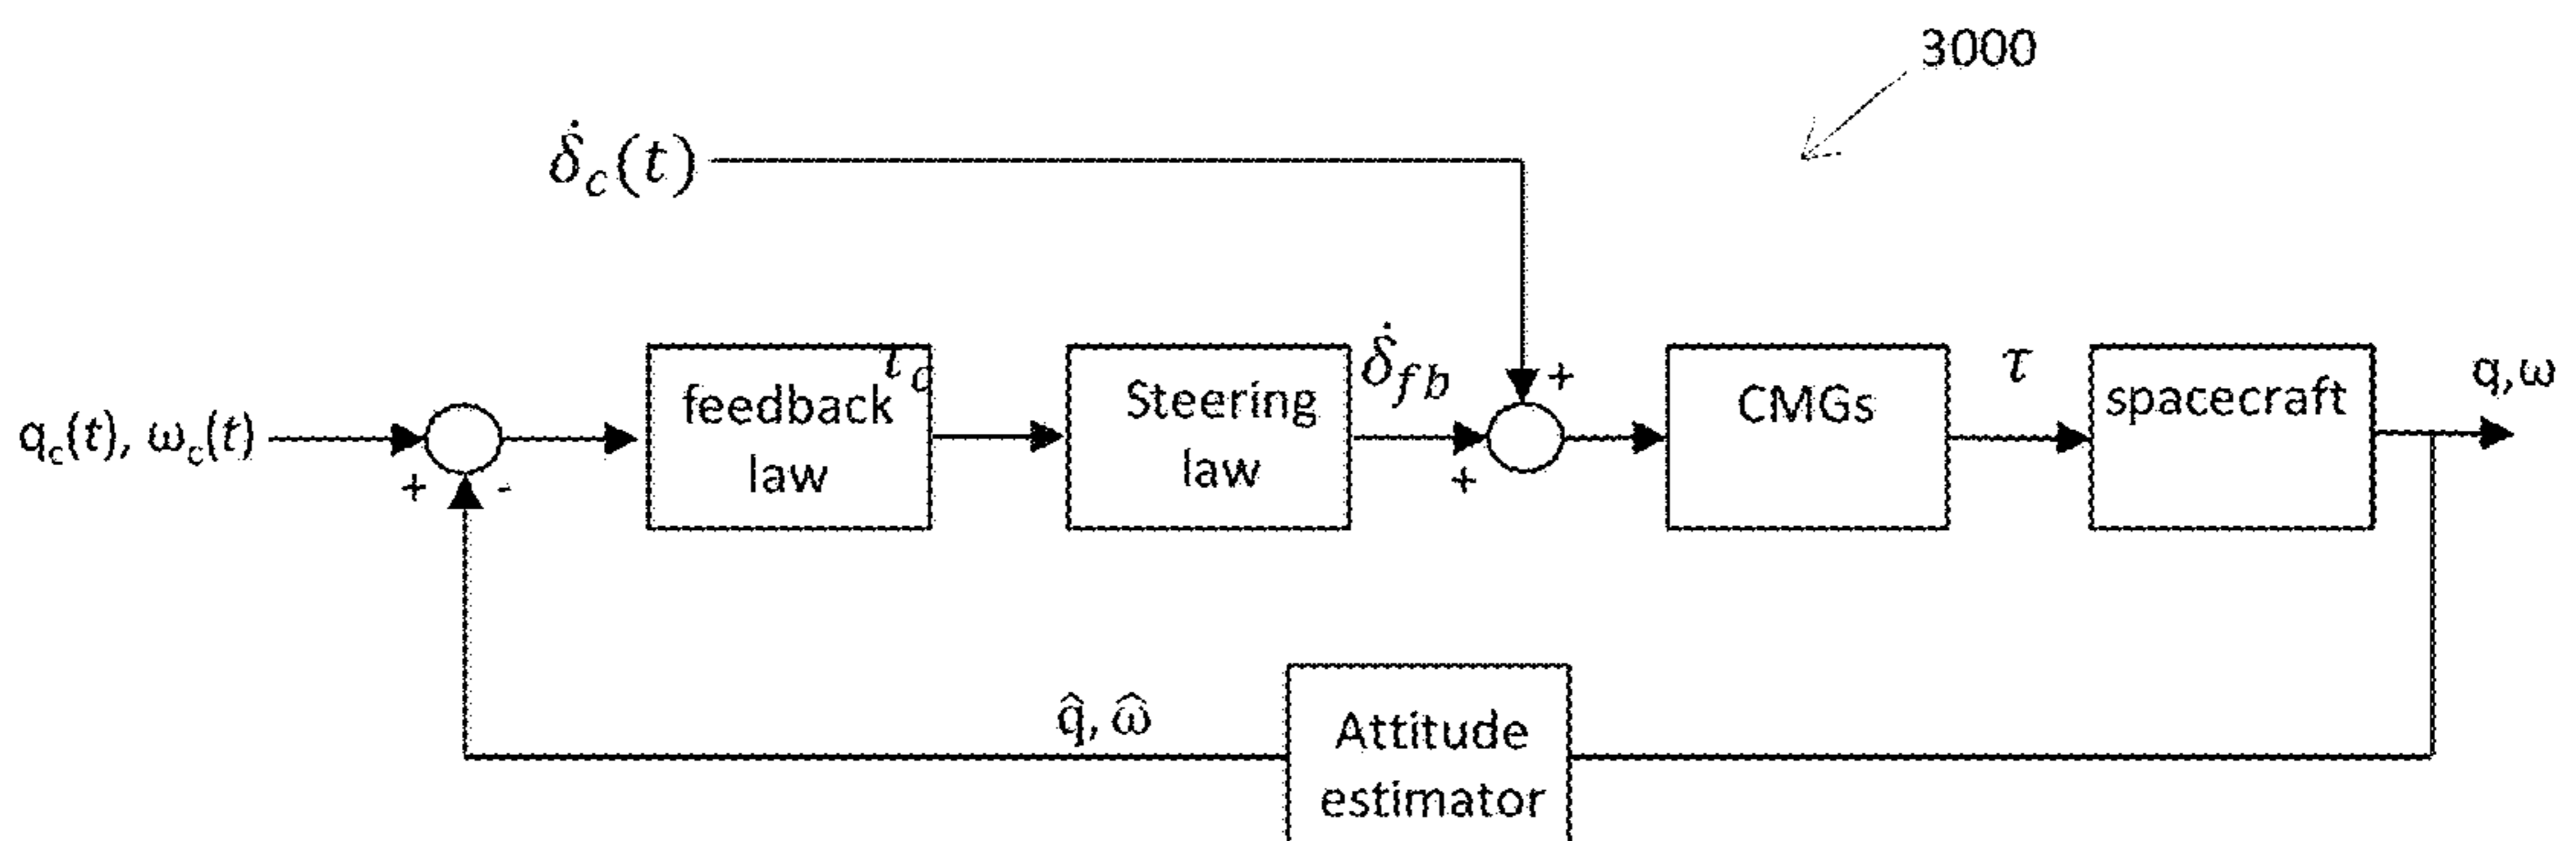 3000
δ̇c(t)
qc(t), ωc(t)
+
-
feedback
law
τc
Steering
law
δ̇fb
+
+
CMGs
τ
spacecraft
q,ω
q̂, ω̂
Attitude
estimator